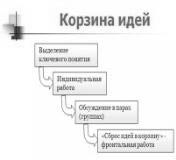 Корзина идей
Выделение
ключевого понятия
Индивидуальная
работа
Обсуждение в парах
(группах)
«Сброс идей в корзину» -
фронтальная работа